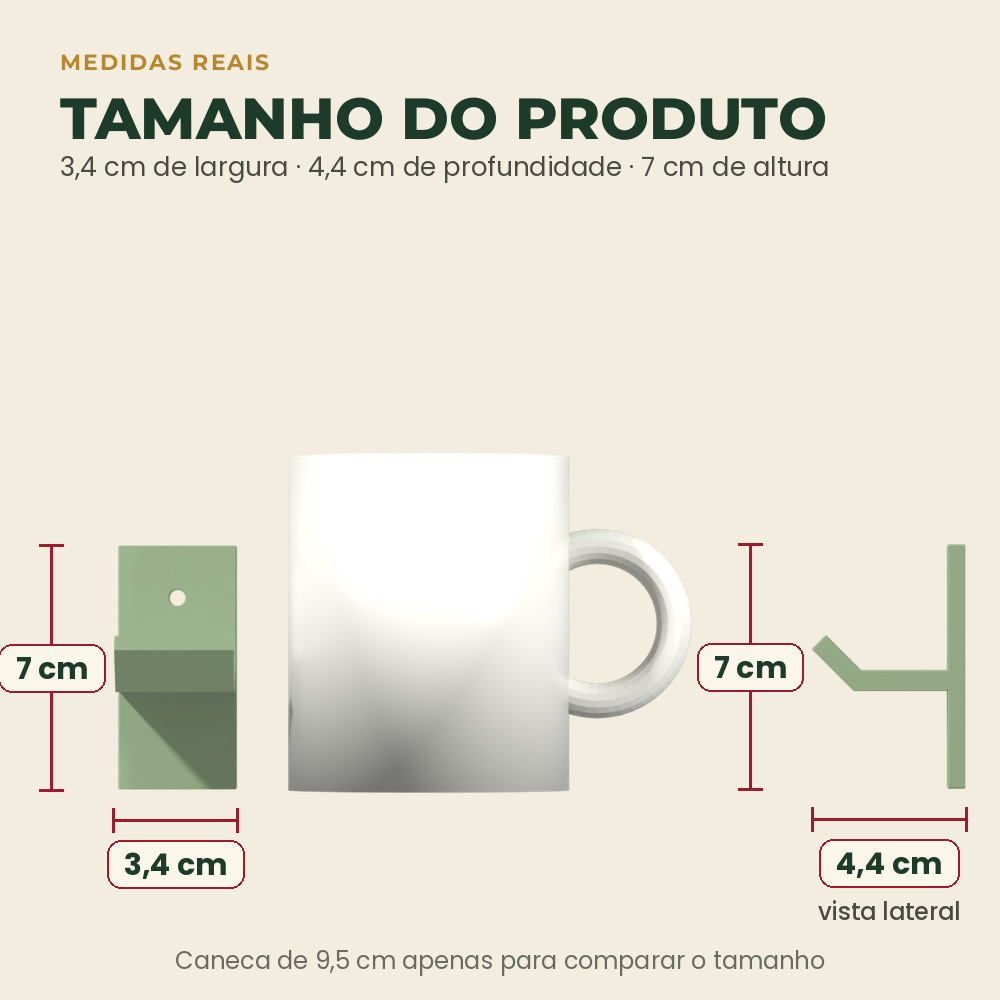 MEDIDAS REAIS
TAMANHO DO PRODUTO
3,4 cm de largura · 4,4 cm de profundidade · 7 cm de altura
7 cm
7 cm
3,4 cm
4,4 cm
vista lateral
Caneca de 9,5 cm apenas para comparar o tamanho